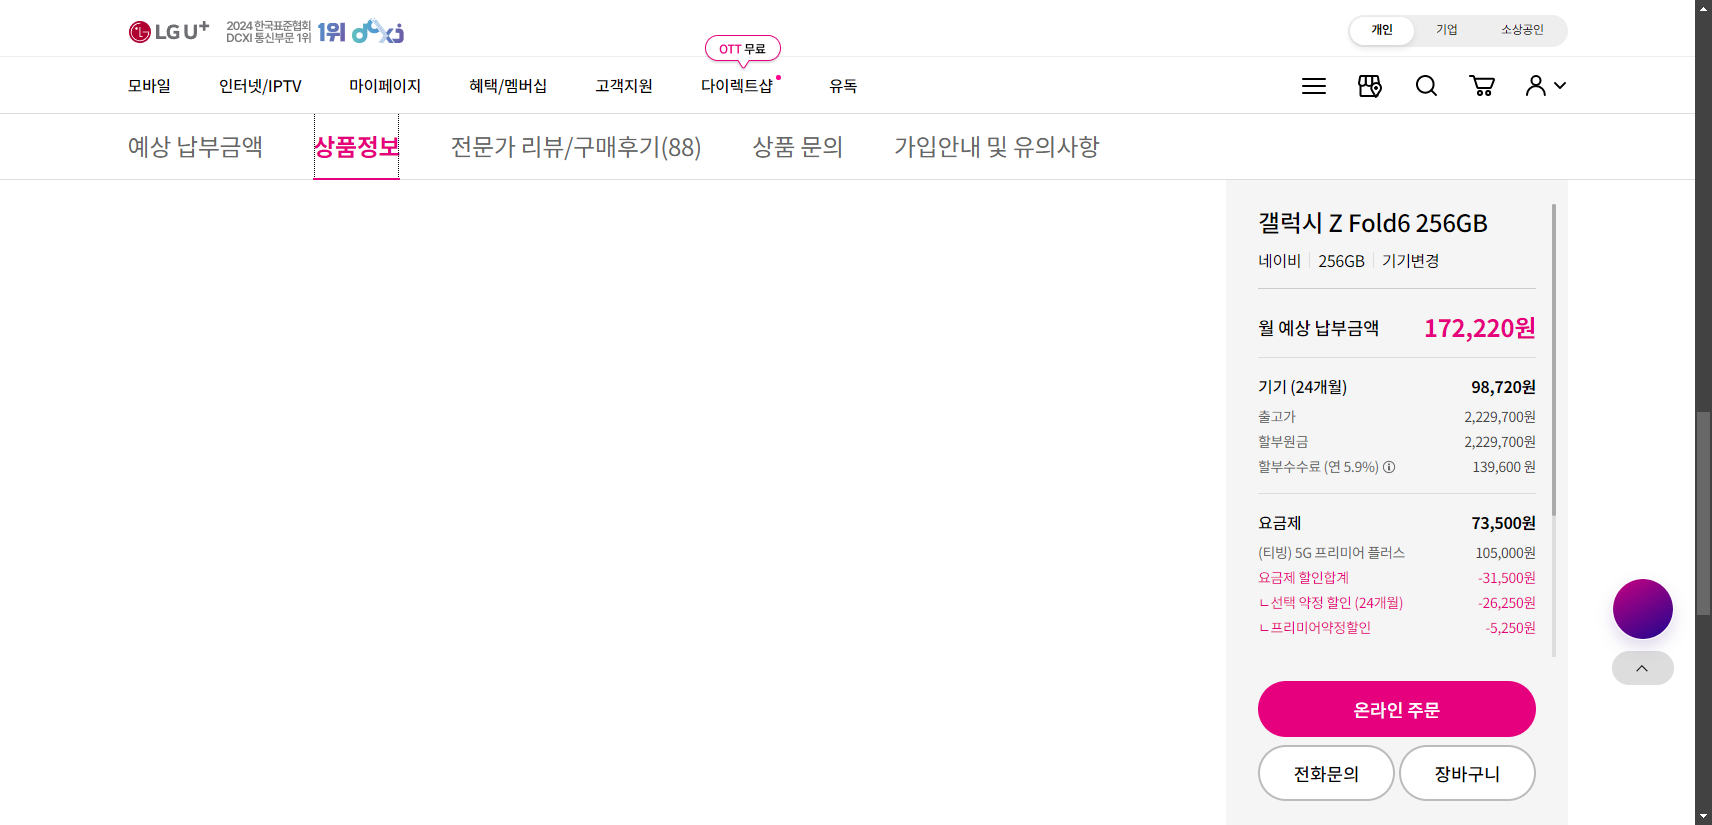 LG U+
2024 한국표준협회
DCXI 통신부문 1위
1위 dcxi
개인
기업
소상공인
OTT 무료
모바일
인터넷/IPTV
마이페이지
혜택/멤버십
고객지원
다이렉트샵
유독
예상 납부금액
상품정보
전문가 리뷰/구매후기(88)
상품 문의
가입안내 및 유의사항
갤럭시 Z Fold6 256GB
네이비 256GB 기기변경
월 예상 납부금액 172,220원
기기 (24개월) 98,720원
출고가 2,229,700원
할부원금 2,229,700원
할부수수료 (연 5.9%) 139,600 원
요금제 73,500원
(티빙) 5G 프리미어 플러스 105,000원
요금제 할인합계 -31,500원
ㄴ선택 약정 할인 (24개월) -26,250원
ㄴ프리미어약정할인 -5,250원
온라인 주문
전화문의
장바구니